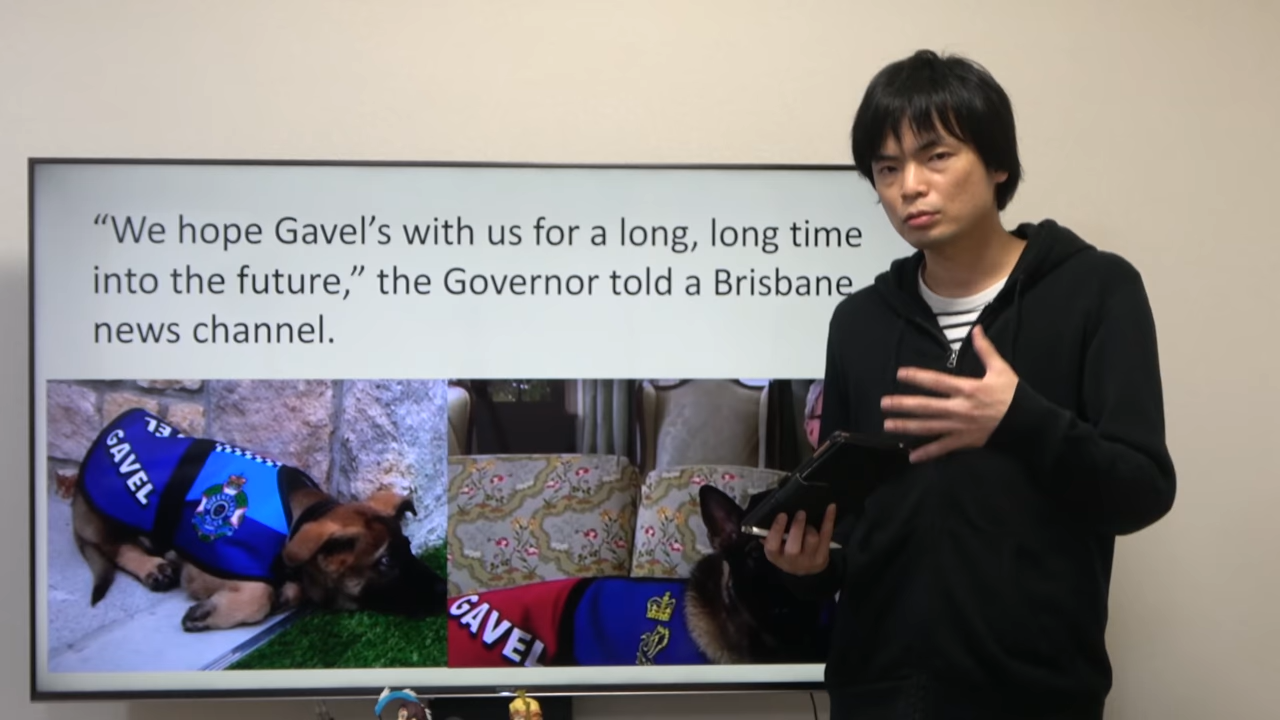 “We hope Gavel’s with us for a long, long time
into the future,” the Governor told a Brisbane
news channel.
GAVEL
GAVEL